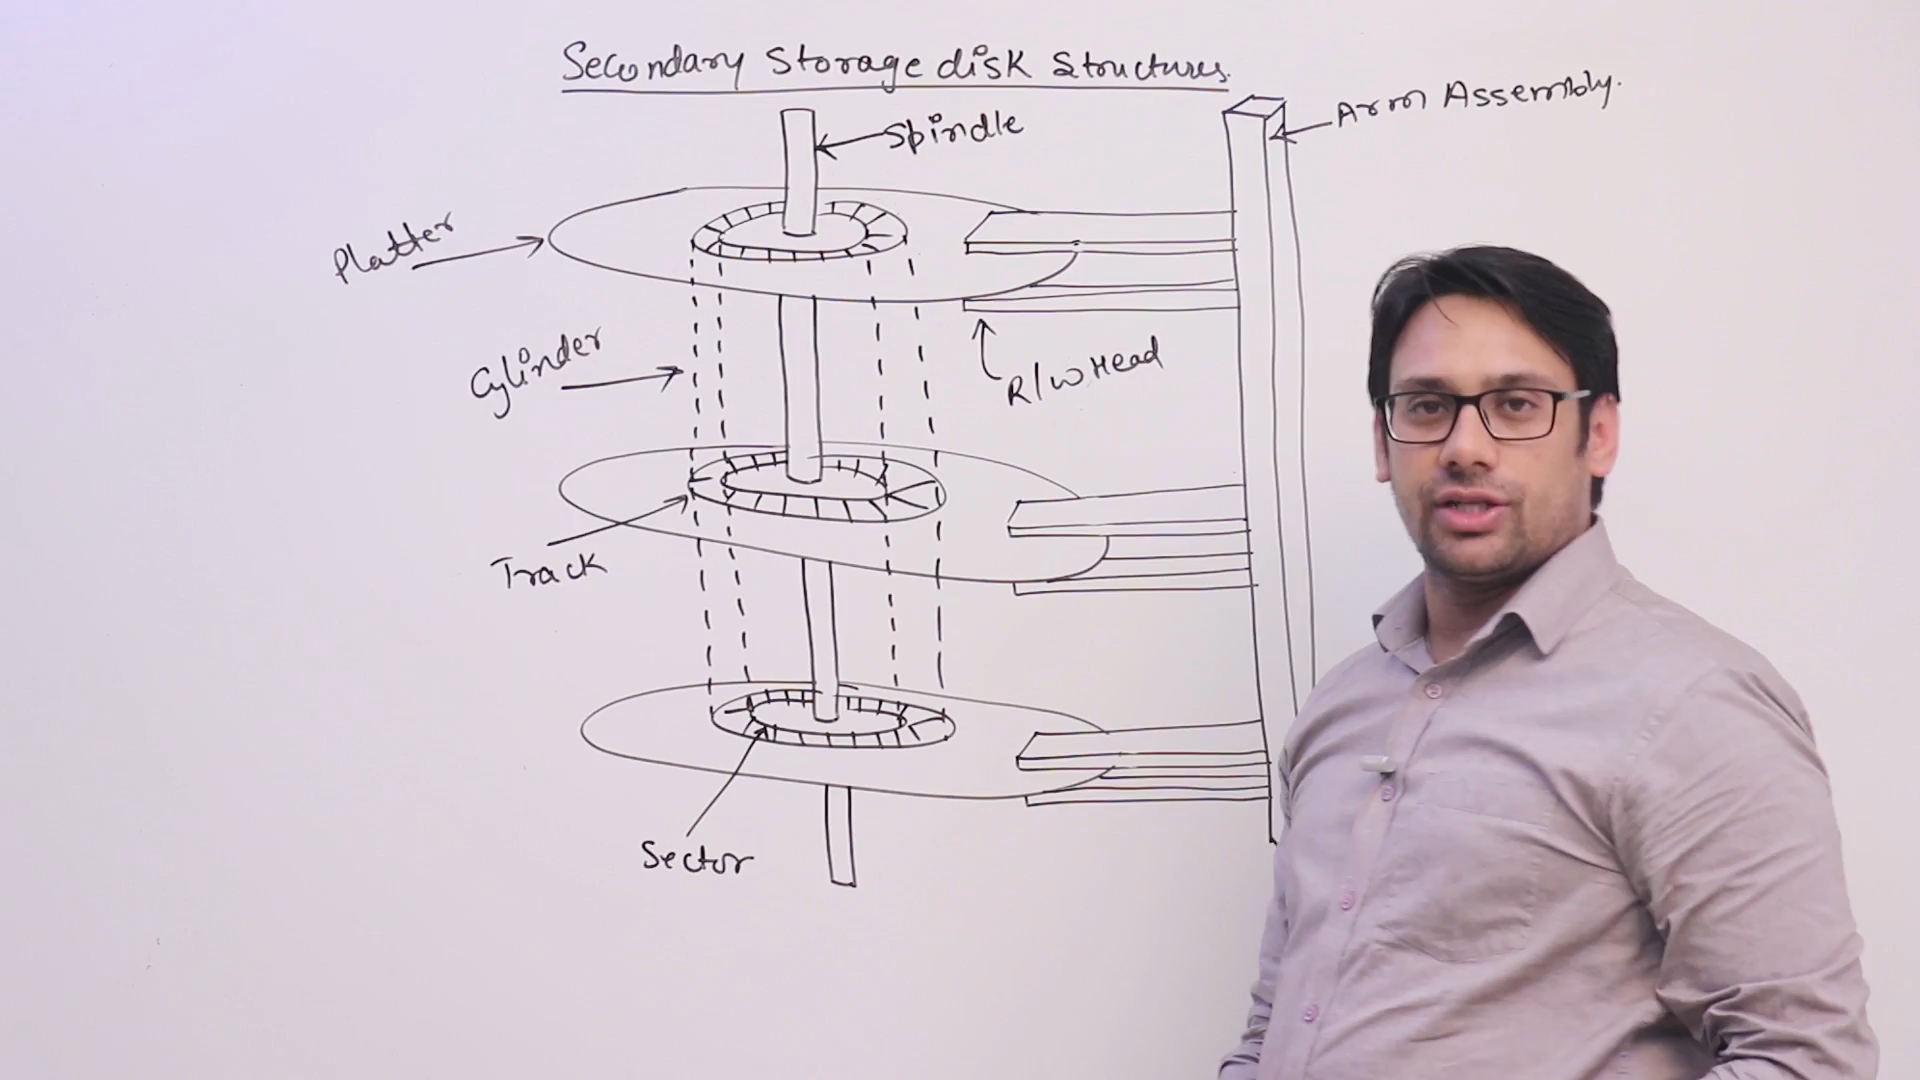 Secondary Storage disk Structures.
Arm Assembly.
Spindle
Platter
Cylinder
R/W Head
Track
Sector